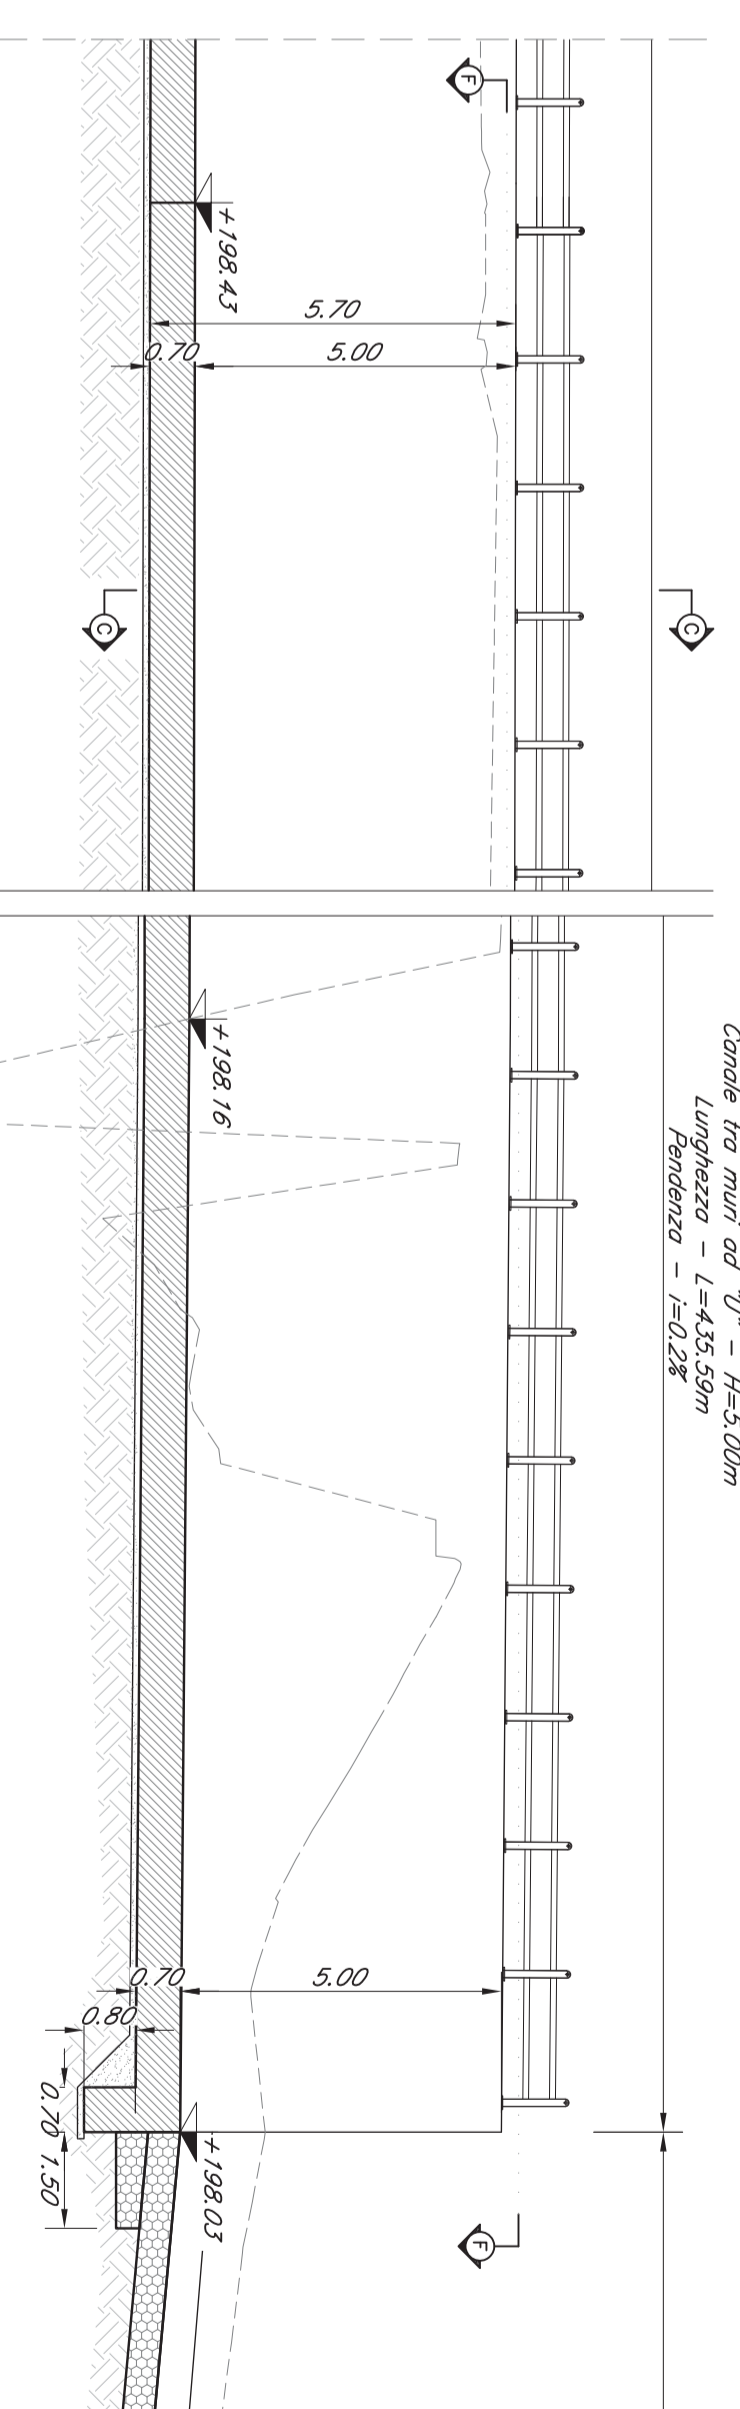 Canale tra muri ad "U" - H=5.00m
Lunghezza - L=435.59m
Pendenza - i=0.2%
F
+198.43
5.70
0.70
5.00
C
C
+198.16
0.70
5.00
0.80
0.70
1.50
+198.03
F